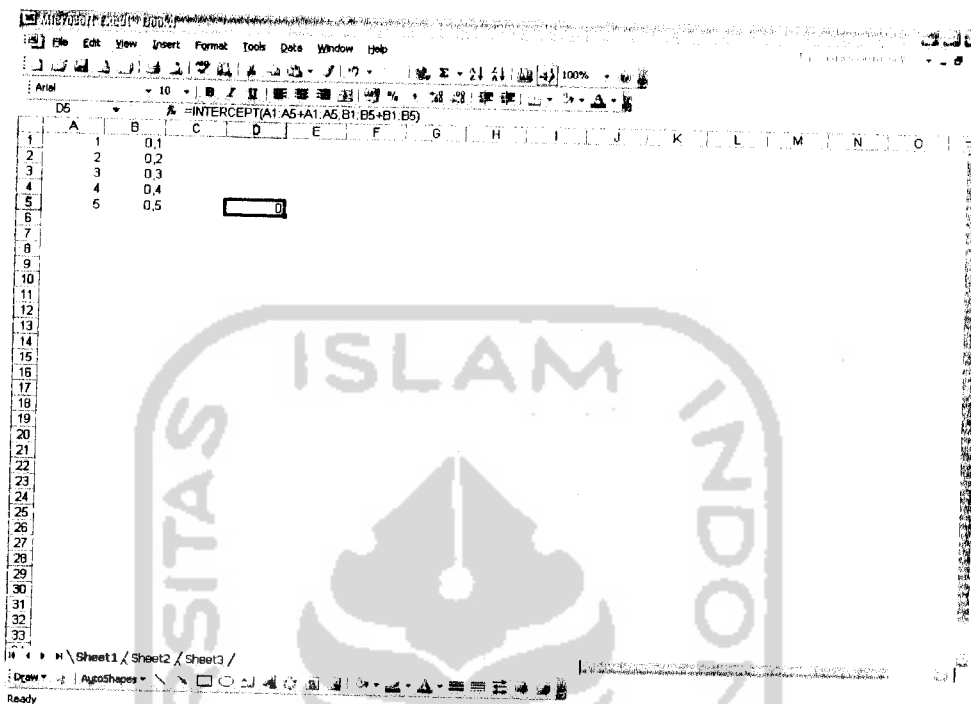 Microsoft Excel - Book1
File Edit View Insert Format Tools Data Window Help
100%
Arial 10 B I U %
D5 fx =INTERCEPT(A1:A5+A1:A5,B1:B5+B1:B5)
A B C D E F G H I J K L M N O
1 1 0,1
2 2 0,2
3 3 0,3
4 4 0,4
5 5 0,5 0
6
7
8
9
10
11
12
13
14
15
16
17
18
19
20
21
22
23
24
25
26
27
28
29
30
31
32
33
Sheet1 Sheet2 Sheet3
Draw AutoShapes
Ready
ISLAM